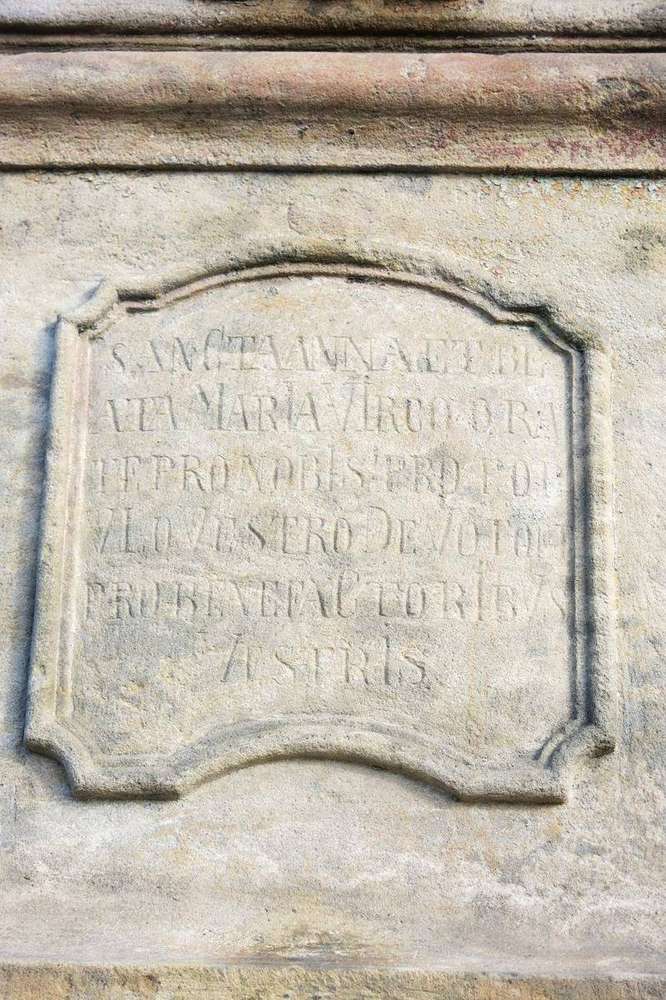 SANCTA ANNA ET BE
ATA MARIA VIRGO ORA
TE PRO NOBIS PRO POP
VLO VESTRO DEVOTO ET
PRO BENEFACTORIBVS
VESTRIS